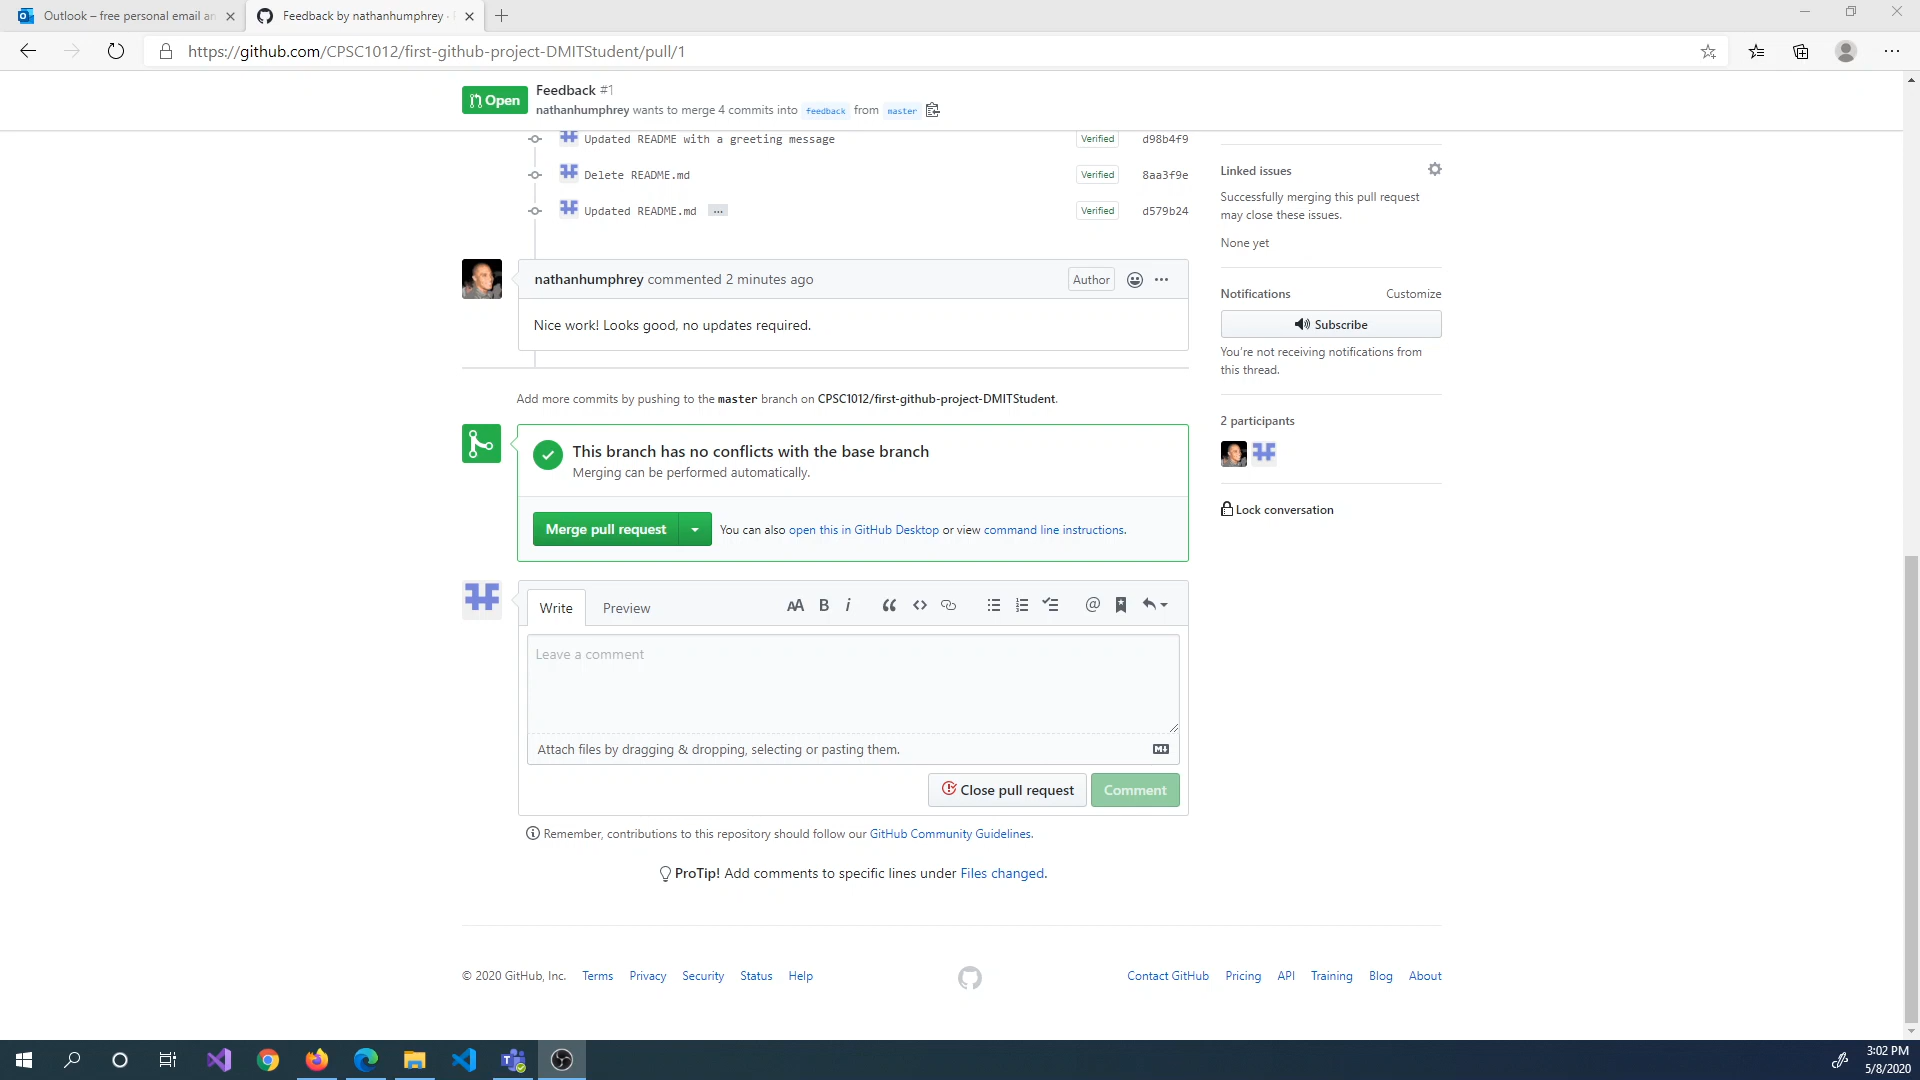 Outlook – free personal email an
Feedback by nathanhumphrey ·
https://github.com/CPSC1012/first-github-project-DMITStudent/pull/1
Open
Feedback #1
nathanhumphrey wants to merge 4 commits into feedback from master
Updated README with a greeting message Verified d98b4f9
Delete README.md Verified 8aa3f9e
Updated README.md ... Verified d579b24
nathanhumphrey commented 2 minutes ago Author
Nice work! Looks good, no updates required.
Add more commits by pushing to the master branch on CPSC1012/first-github-project-DMITStudent.
This branch has no conflicts with the base branch
Merging can be performed automatically.
Merge pull request You can also open this in GitHub Desktop or view command line instructions.
Write Preview
Leave a comment
Attach files by dragging & dropping, selecting or pasting them.
Close pull request Comment
Remember, contributions to this repository should follow our GitHub Community Guidelines.
ProTip! Add comments to specific lines under Files changed.
Linked issues
Successfully merging this pull request
may close these issues.
None yet
Notifications Customize
Subscribe
You're not receiving notifications from
this thread.
2 participants
Lock conversation
© 2020 GitHub, Inc. Terms Privacy Security Status Help
Contact GitHub Pricing API Training Blog About
3:02 PM
5/8/2020